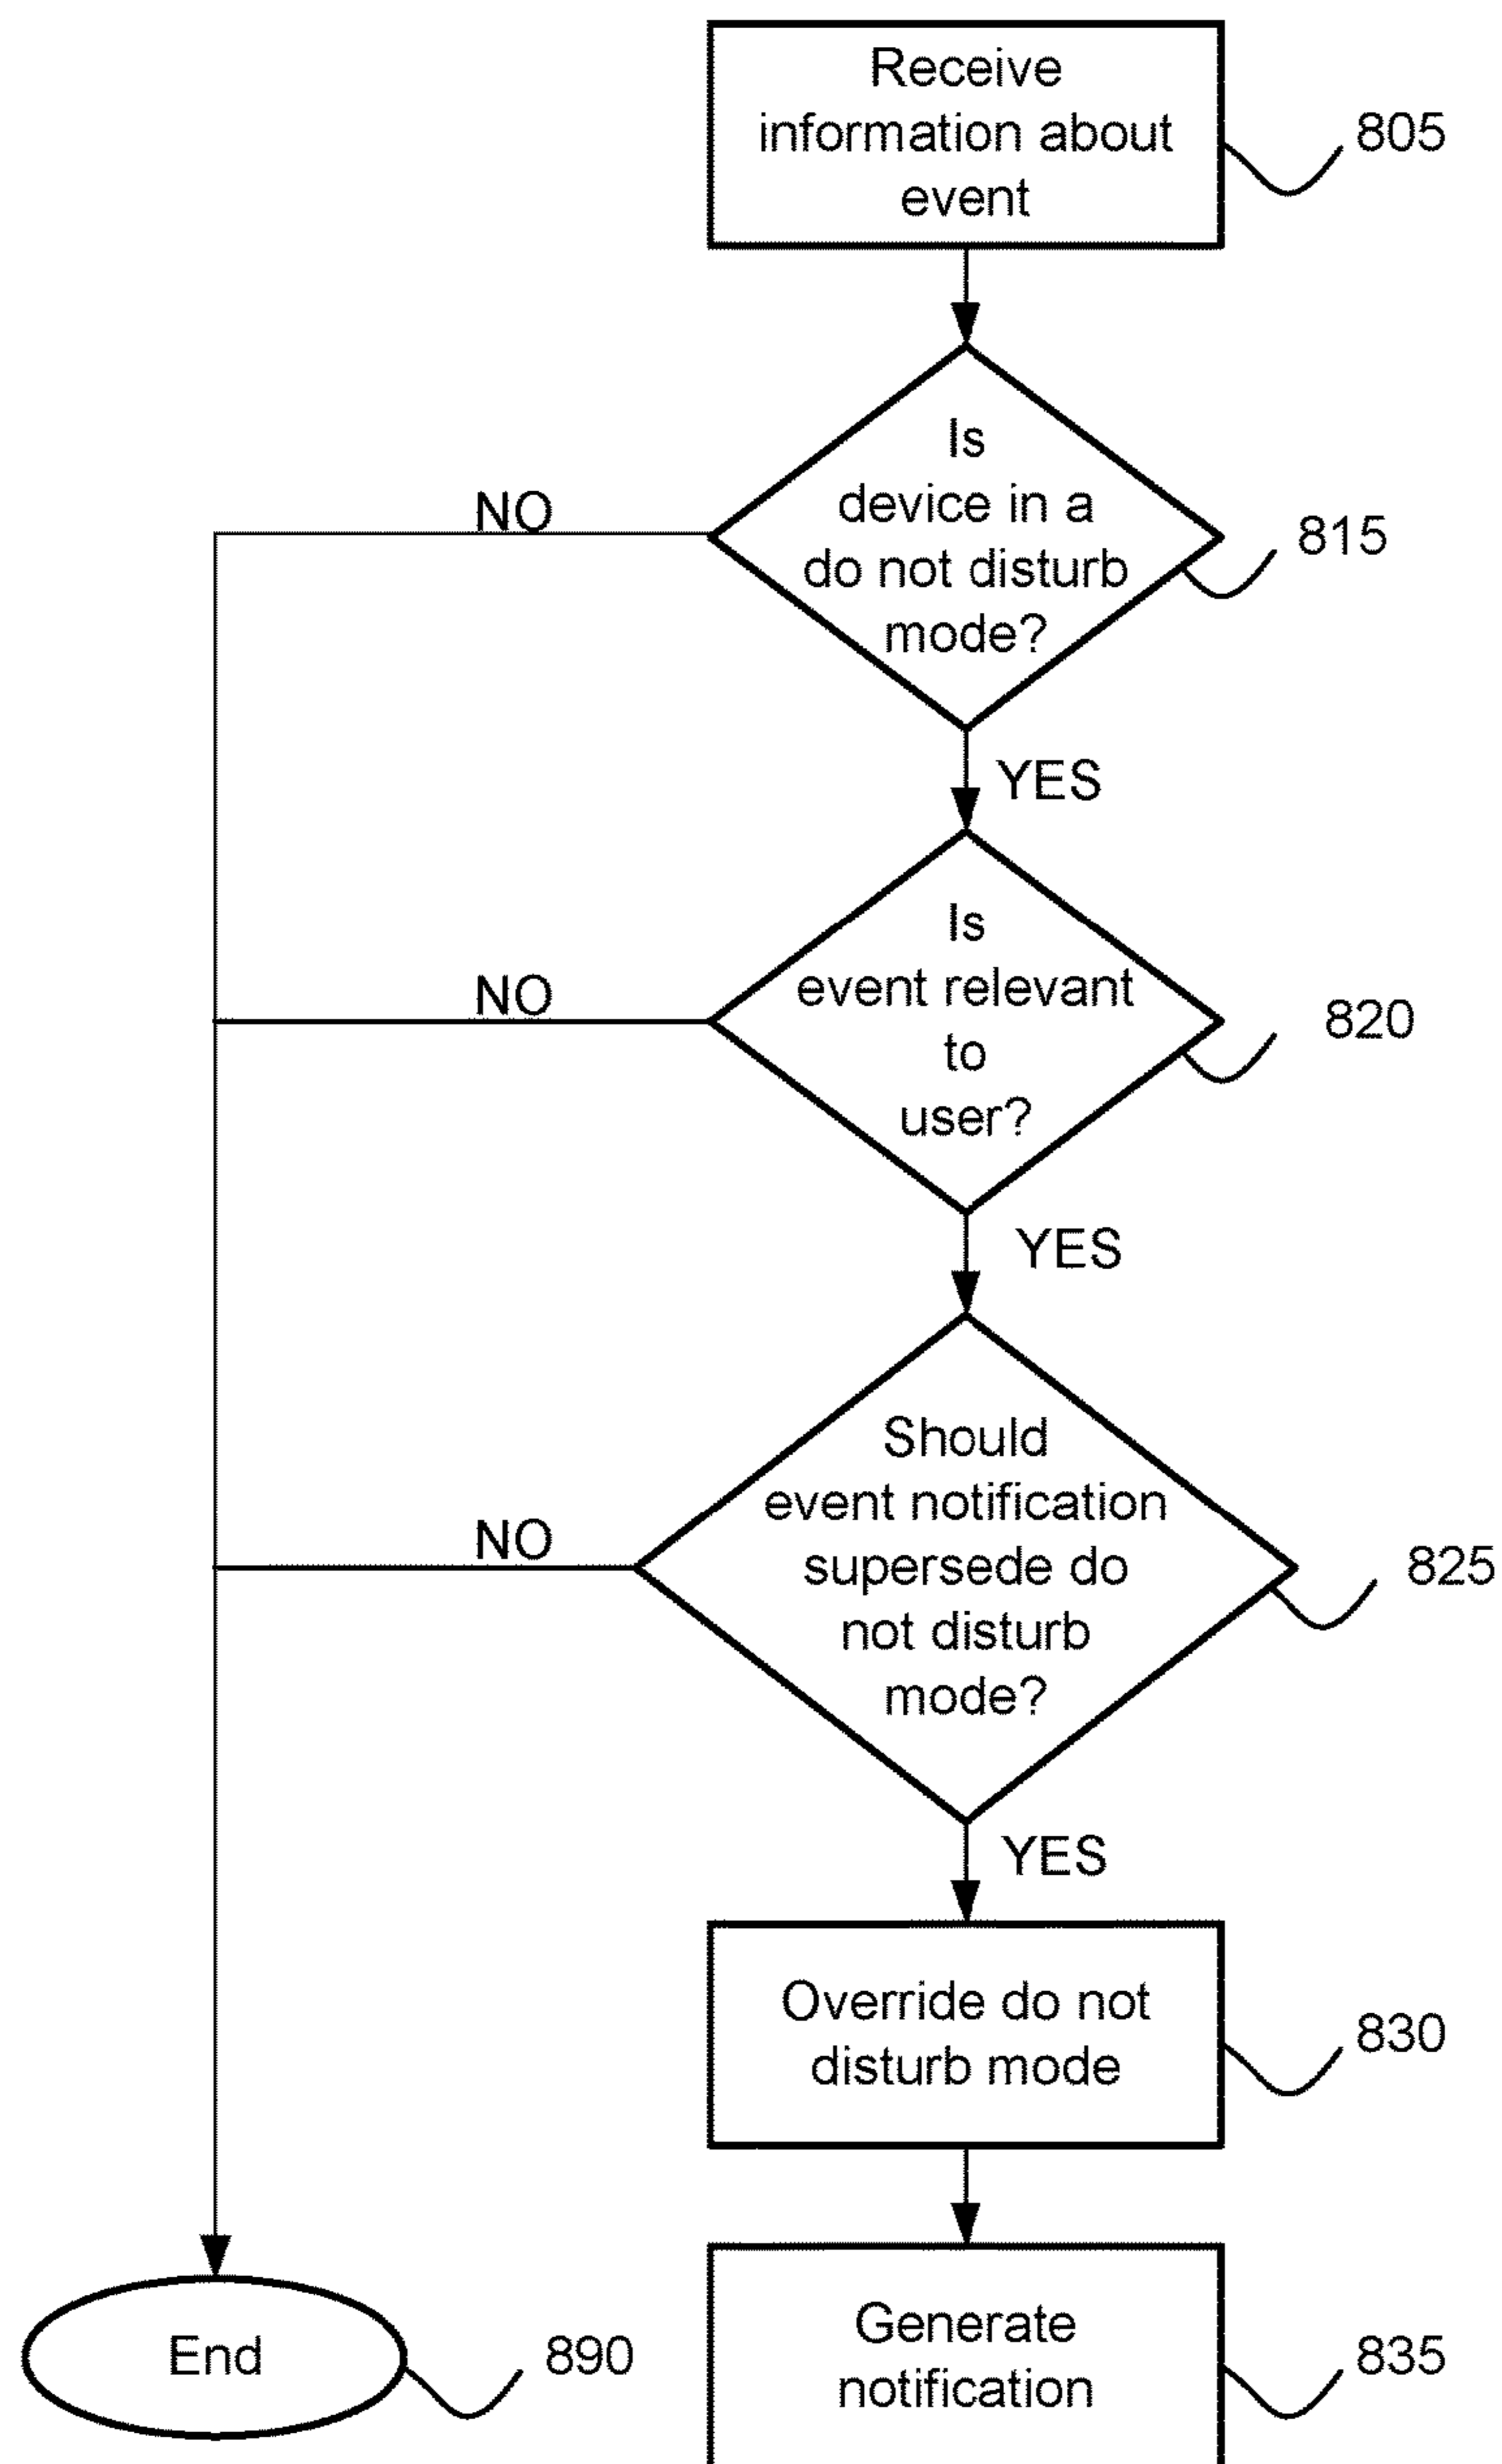 Receive
information about
event
805
Is
device in a
do not disturb
mode?
815
NO
YES
Is
event relevant
to
user?
820
NO
YES
Should
event notification
supersede do
not disturb
mode?
825
NO
YES
Override do not
disturb mode
830
Generate
notification
835
End
890